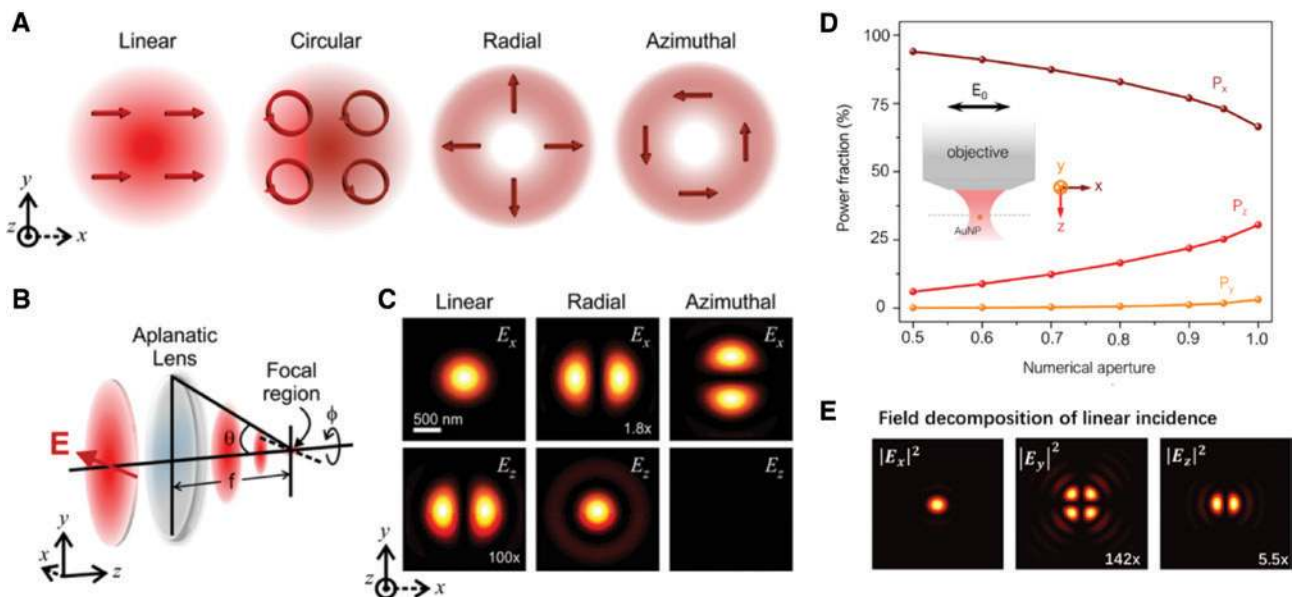 A
Linear
Circular
Radial
Azimuthal
y
z
x
B
Aplanatic
Lens
Focal
region
E
θ
ϕ
f
y
x
z
C
Linear
Radial
Azimuthal
Ex
500 nm
Ex
1.8x
Ex
Ez
100x
Ez
Ez
y
z
x
D
Power fraction (%)
100
75
50
25
0
Px
Pz
Py
E0
objective
AuNP
y
x
z
0.5 0.6 0.7 0.8 0.9 1.0
Numerical aperture
E
Field decomposition of linear incidence
|Ex|²
|Ey|²
142x
|Ez|²
5.5x